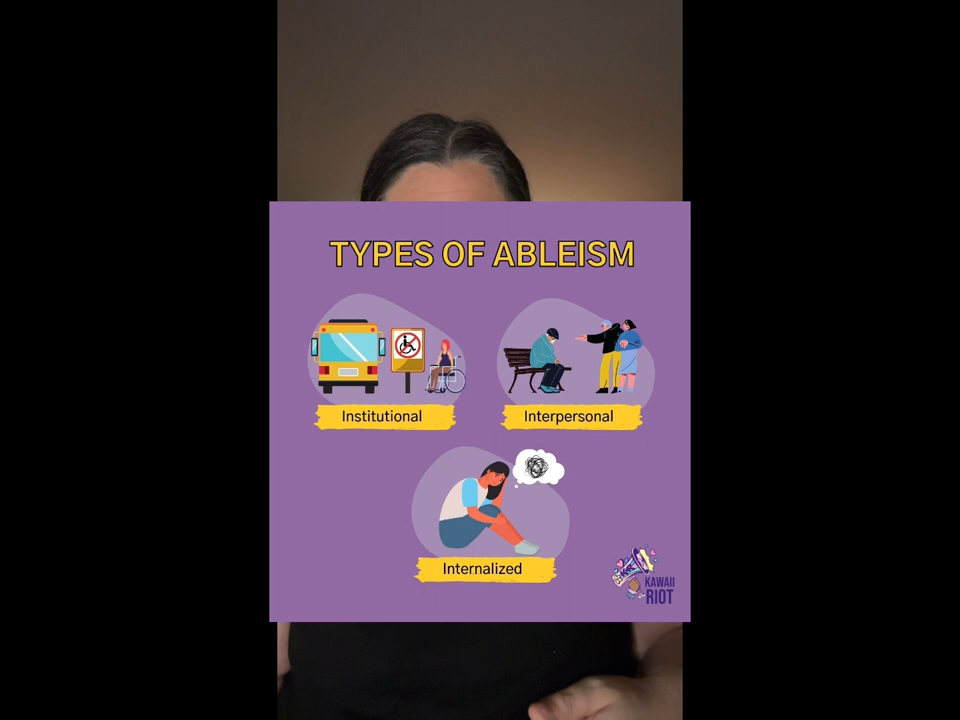 TYPES OF ABLEISM
Institutional
Interpersonal
Internalized
KAWAII
RIOT